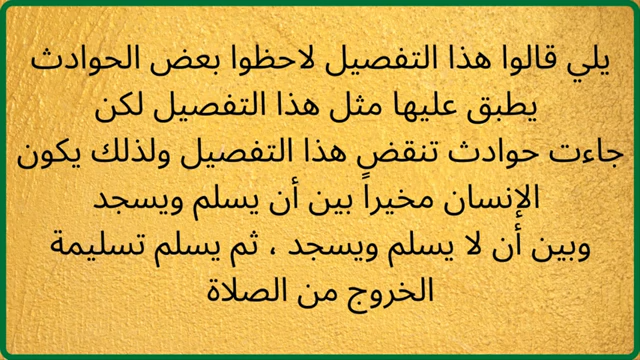 يلي قالوا هذا التفصيل لاحظوا بعض الحوادث
يطبق عليها مثل هذا التفصيل لكن
جاءت حوادث تنقض هذا التفصيل ولذلك يكون
الإنسان مخيراً بين أن يسلم ويسجد
وبين أن لا يسلم ويسجد ، ثم يسلم تسليمة
الخروج من الصلاة